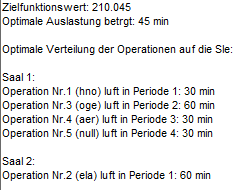 Zielfunktionswert: 210.045
Optimale Auslastung betrgt: 45 min
Optimale Verteilung der Operationen auf die Sle:
Saal 1:
Operation Nr.1 (hno) luft in Periode 1: 30 min
Operation Nr.3 (oge) luft in Periode 2: 60 min
Operation Nr.4 (aer) luft in Periode 3: 30 min
Operation Nr.5 (null) luft in Periode 4: 30 min
Saal 2:
Operation Nr.2 (ela) luft in Periode 1: 60 min